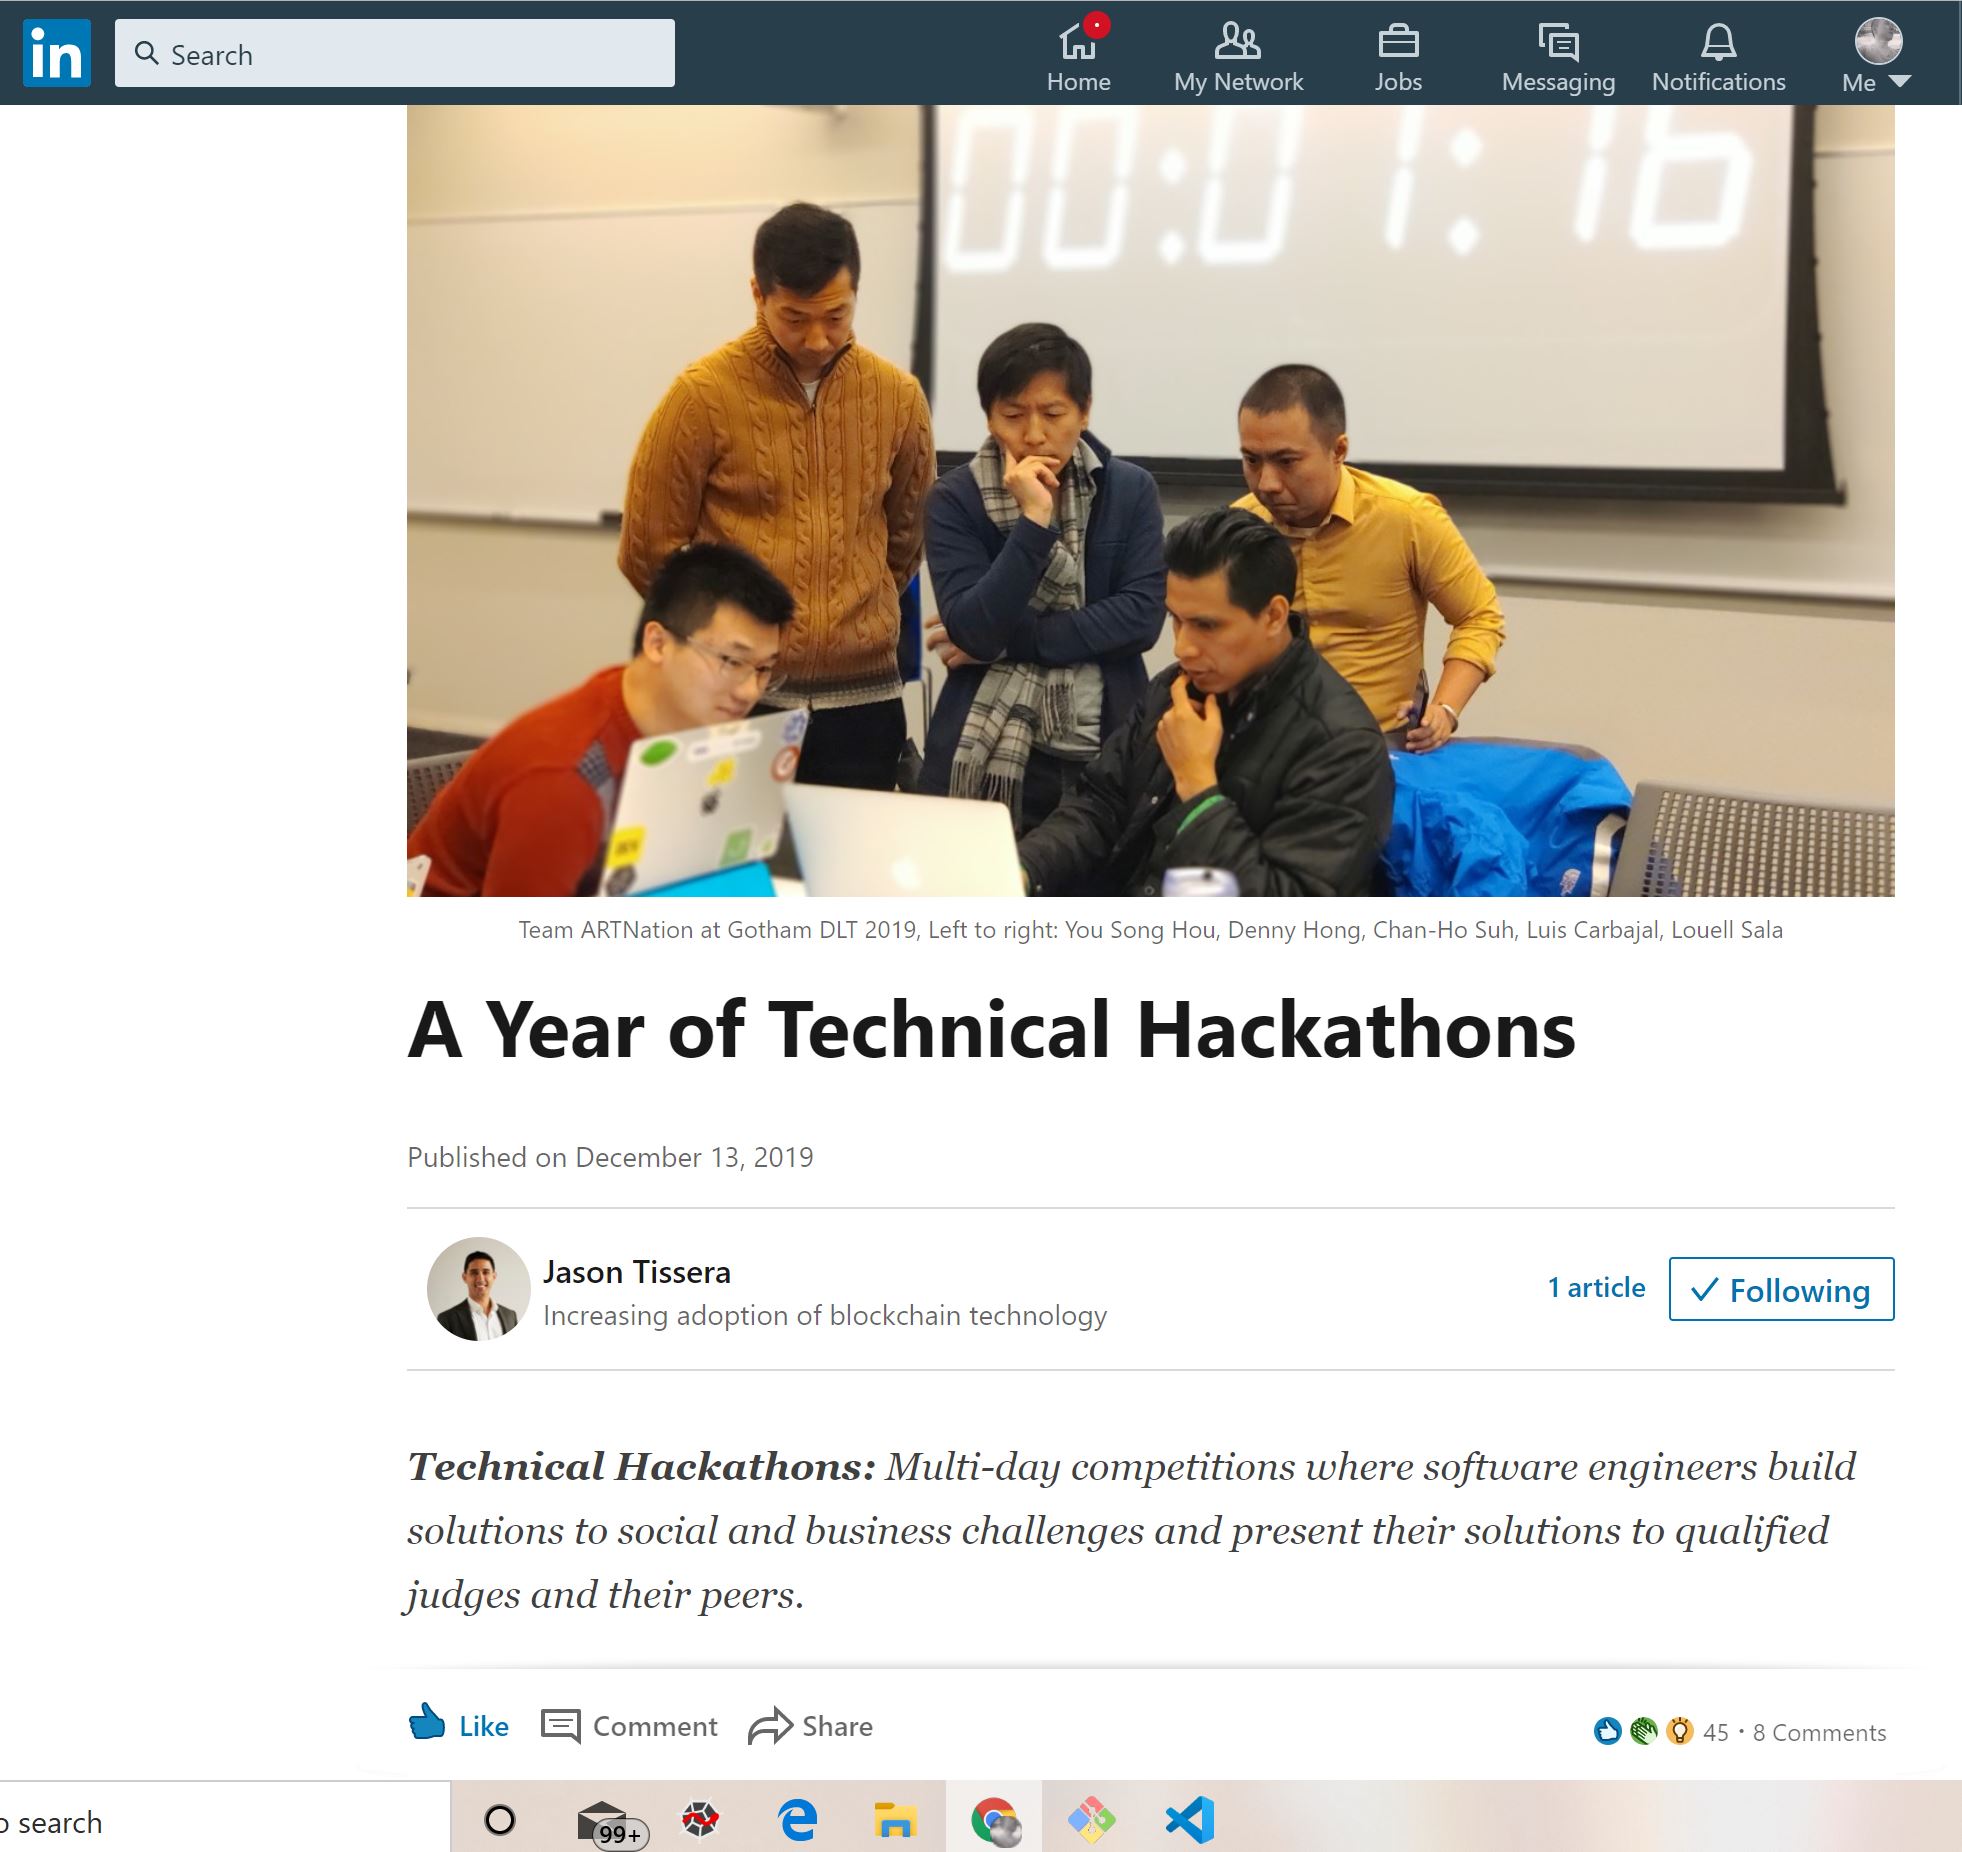 in
Search
Home
My Network
Jobs
Messaging
Notifications
Me
00:01:16
Team ARTNation at Gotham DLT 2019, Left to right: You Song Hou, Denny Hong, Chan-Ho Suh, Luis Carbajal, Louell Sala
A Year of Technical Hackathons
Published on December 13, 2019
Jason Tissera
Increasing adoption of blockchain technology
1 article
Following
Technical Hackathons: Multi-day competitions where software engineers build
solutions to social and business challenges and present their solutions to qualified
judges and their peers.
Like
Comment
Share
45 • 8 Comments
o search
99+